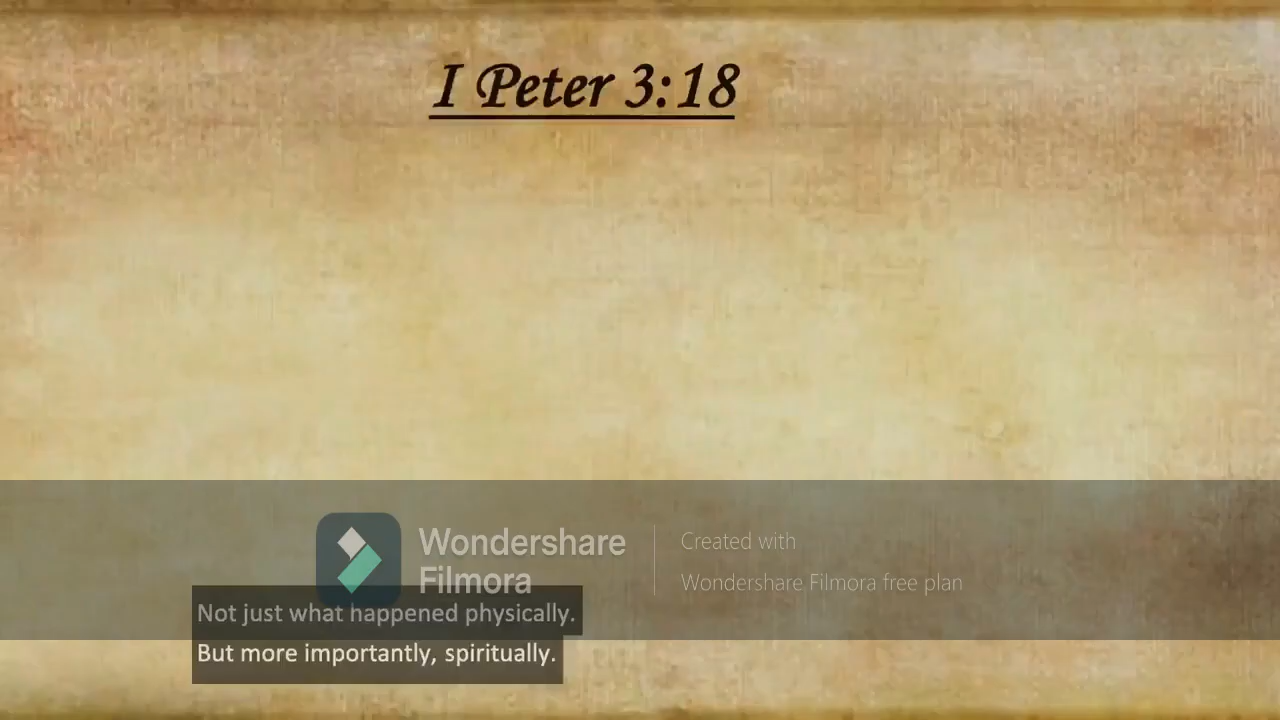 I Peter 3:18
Wondershare
Filmora
Created with
Wondershare Filmora free plan
Not just what happened physically.
But more importantly, spiritually.